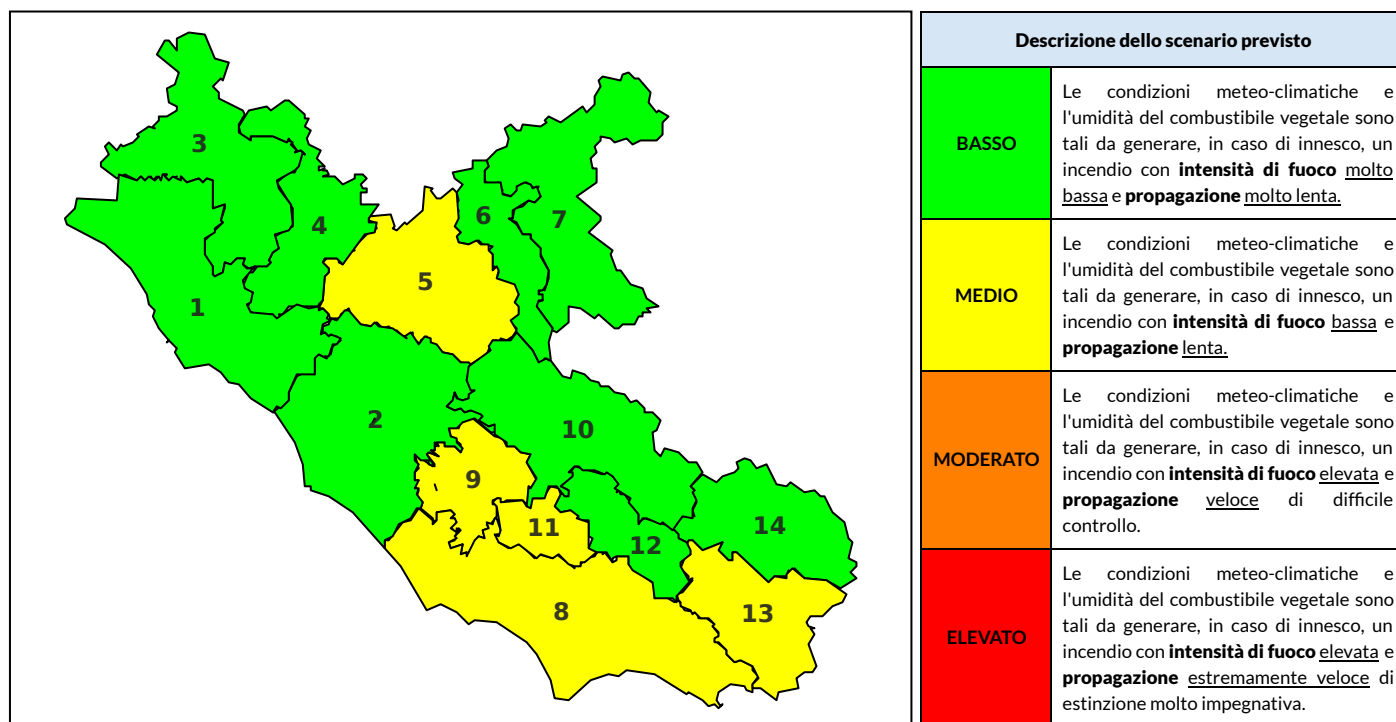 3
4
6
7
5
1
2
10
9
11
12
14
8
13
Descrizione dello scenario previsto
BASSO
Le condizioni meteo-climatiche e
l'umidità del combustibile vegetale sono
tali da generare, in caso di innesco, un
incendio con intensità di fuoco molto
bassa e propagazione molto lenta.
MEDIO
Le condizioni meteo-climatiche e
l'umidità del combustibile vegetale sono
tali da generare, in caso di innesco, un
incendio con intensità di fuoco bassa e
propagazione lenta.
MODERATO
Le condizioni meteo-climatiche e
l'umidità del combustibile vegetale sono
tali da generare, in caso di innesco, un
incendio con intensità di fuoco elevata e
propagazione veloce di difficile
controllo.
ELEVATO
Le condizioni meteo-climatiche e
l'umidità del combustibile vegetale sono
tali da generare, in caso di innesco, un
incendio con intensità di fuoco elevata e
propagazione estremamente veloce di
estinzione molto impegnativa.